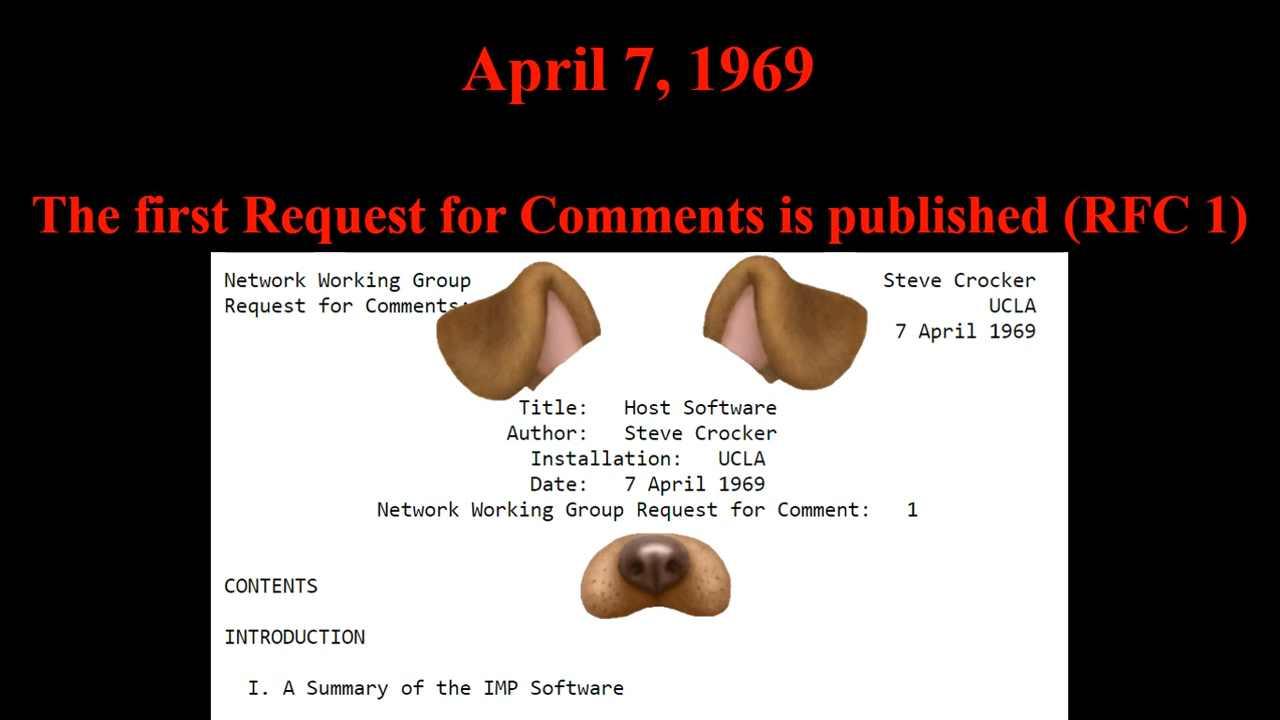 April 7, 1969
The first Request for Comments is published (RFC 1)
Network Working Group
Steve Crocker
Request for Comments:
UCLA
7 April 1969
Title: Host Software
Author: Steve Crocker
Installation: UCLA
Date: 7 April 1969
Network Working Group Request for Comment: 1
CONTENTS
INTRODUCTION
I. A Summary of the IMP Software